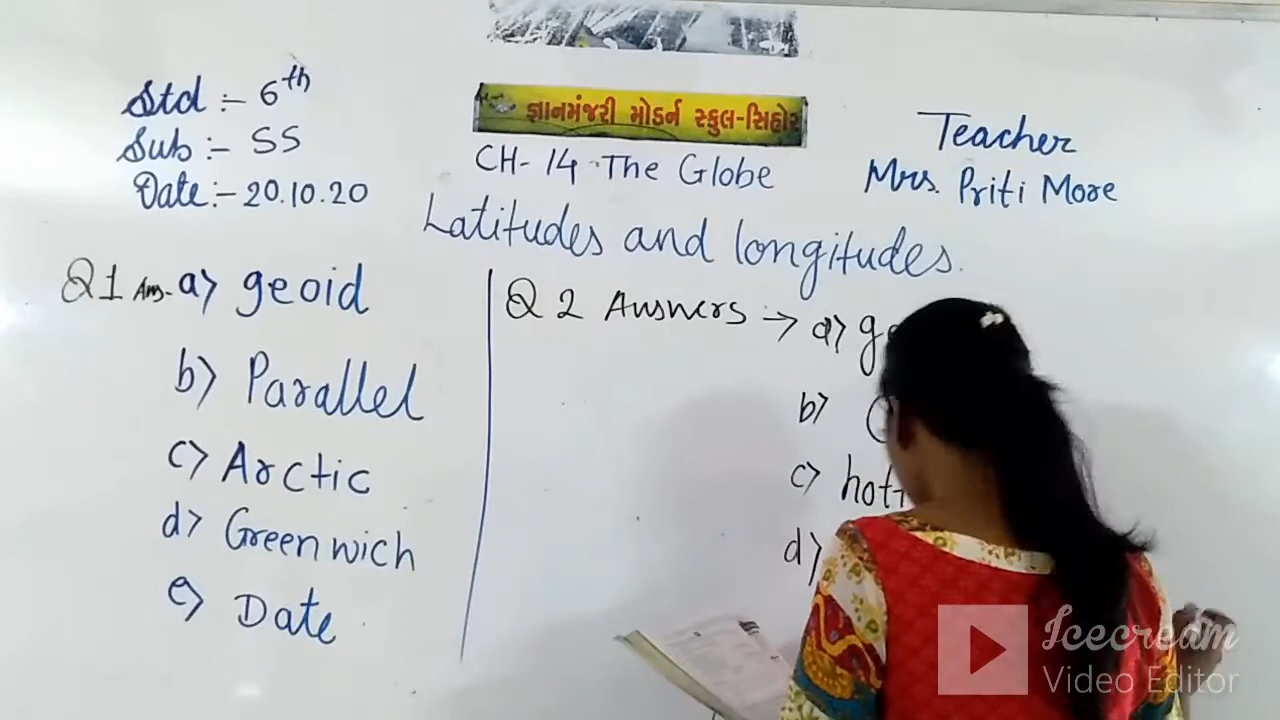 Std :- 6th
Sub :- SS
Date :- 20.10.20
જ્ઞાનમંજરી મોડર્ન સ્કુલ-સિહોર
CH-14 The Globe
Latitudes and longitudes.
Teacher
Mrs. Priti More
Q1 Ans. a) geoid
b) Parallel
c) Arctic
d) Greenwich
e) Date
Q2 Answers → a)
b)
c)
d)
Icecream
Video Editor